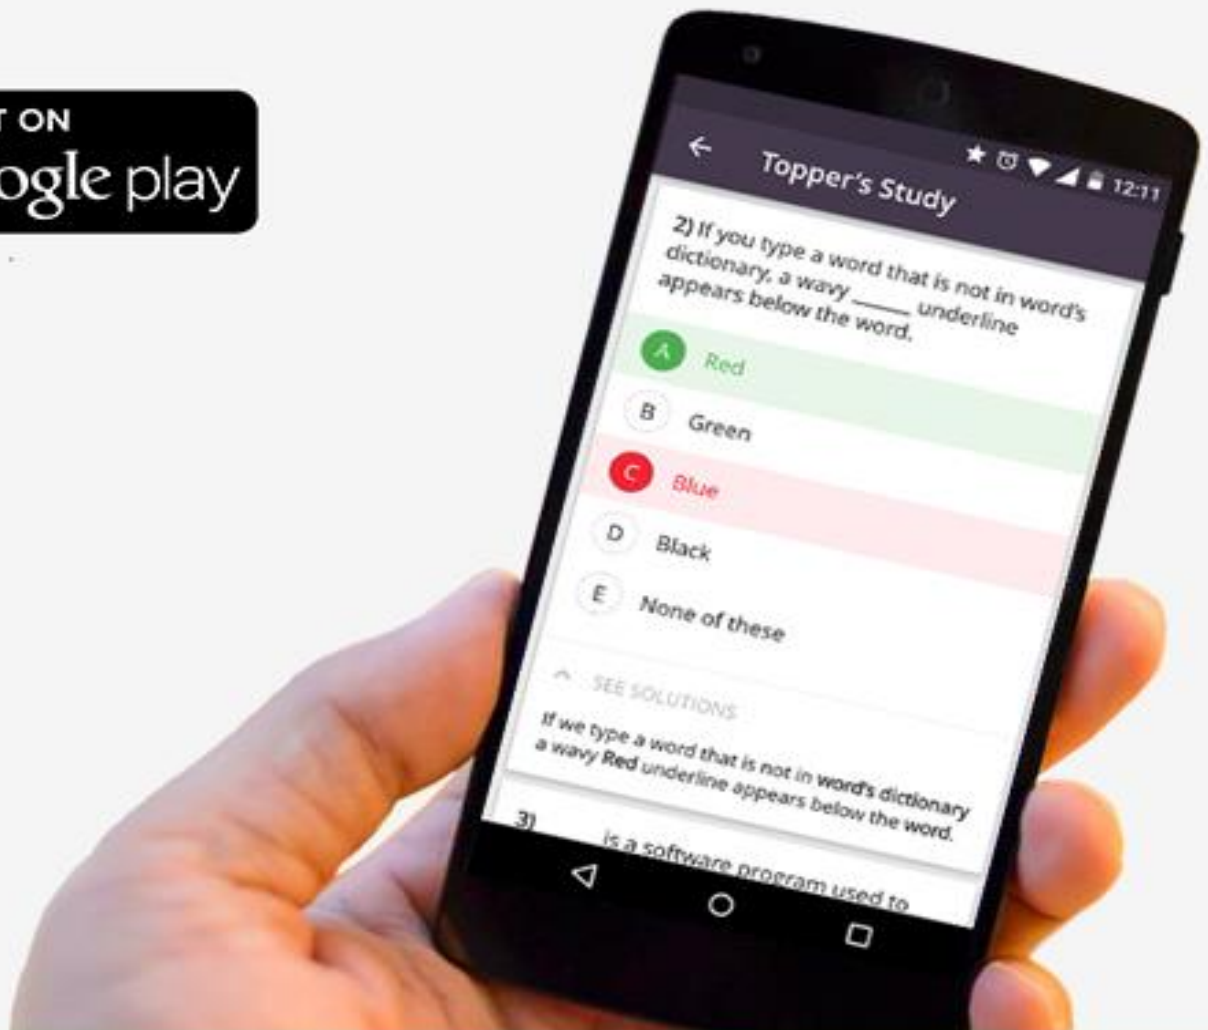 T ON
ogle play
12:11
Topper's Study
2) If you type a word that is not in word's
dictionary, a wavy _____ underline
appears below the word.
A Red
B Green
C Blue
D Black
E None of these
SEE SOLUTIONS
If we type a word that is not in word's dictionary
a wavy Red underline appears below the word.
3) _____ is a software program used to